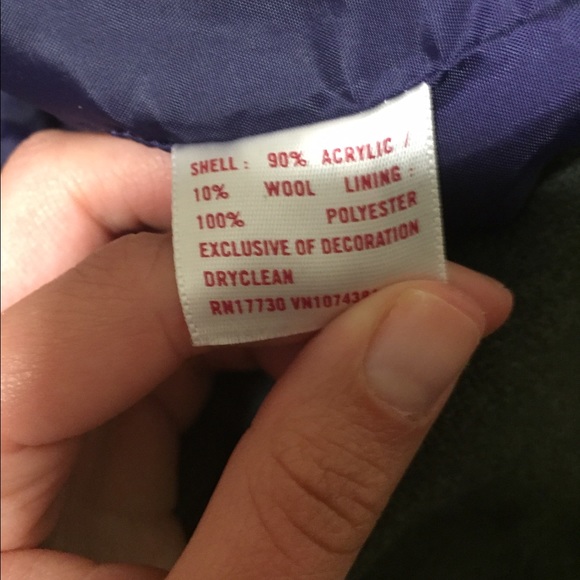 SHELL: 90% ACRYLIC /
10% WOOL LINING:
100% POLYESTER
EXCLUSIVE OF DECORATION
DRYCLEAN
RN17730